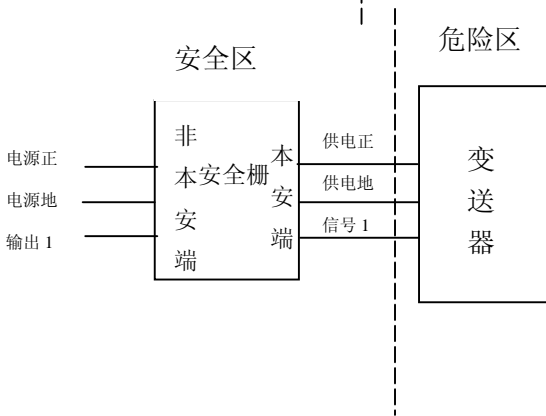 安全区
危险区
电源正
电源地
输出 1
非本安端
安全栅
本安端
供电正
供电地
信号 1
变送器